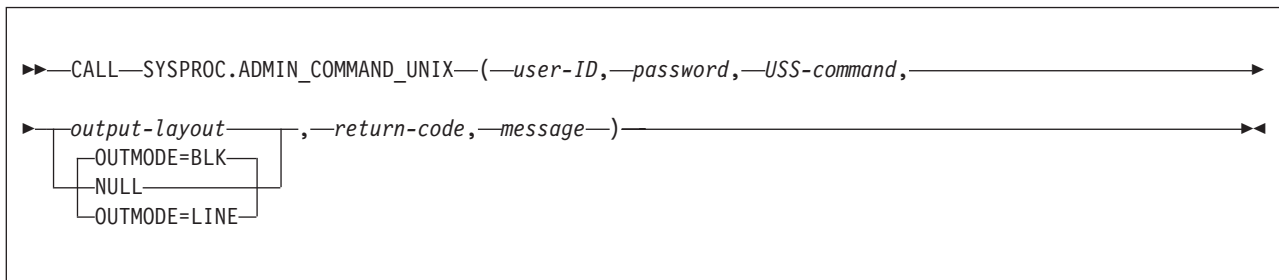 CALL SYSPROC.ADMIN_COMMAND_UNIX ( user-ID, password, USS-command,
output-layout , return-code, message )
OUTMODE=BLK
NULL
OUTMODE=LINE